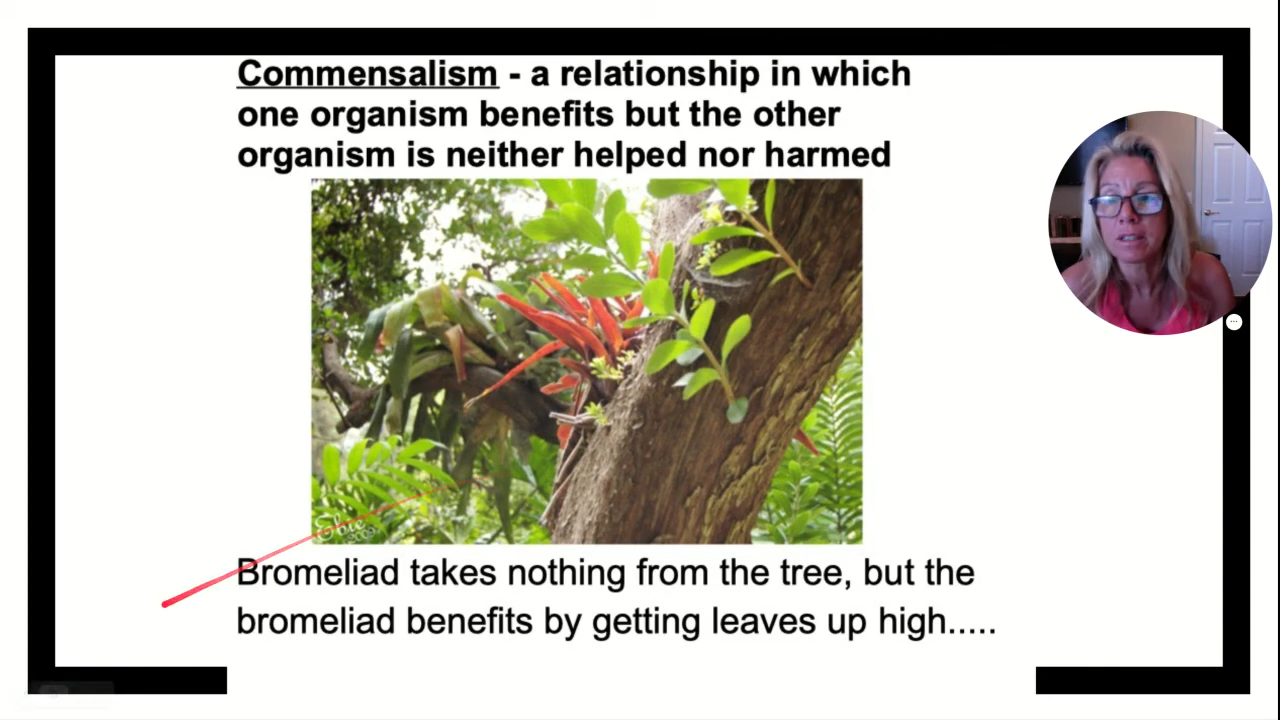 Commensalism - a relationship in which
one organism benefits but the other
organism is neither helped nor harmed
Bromeliad takes nothing from the tree, but the
bromeliad benefits by getting leaves up high.....